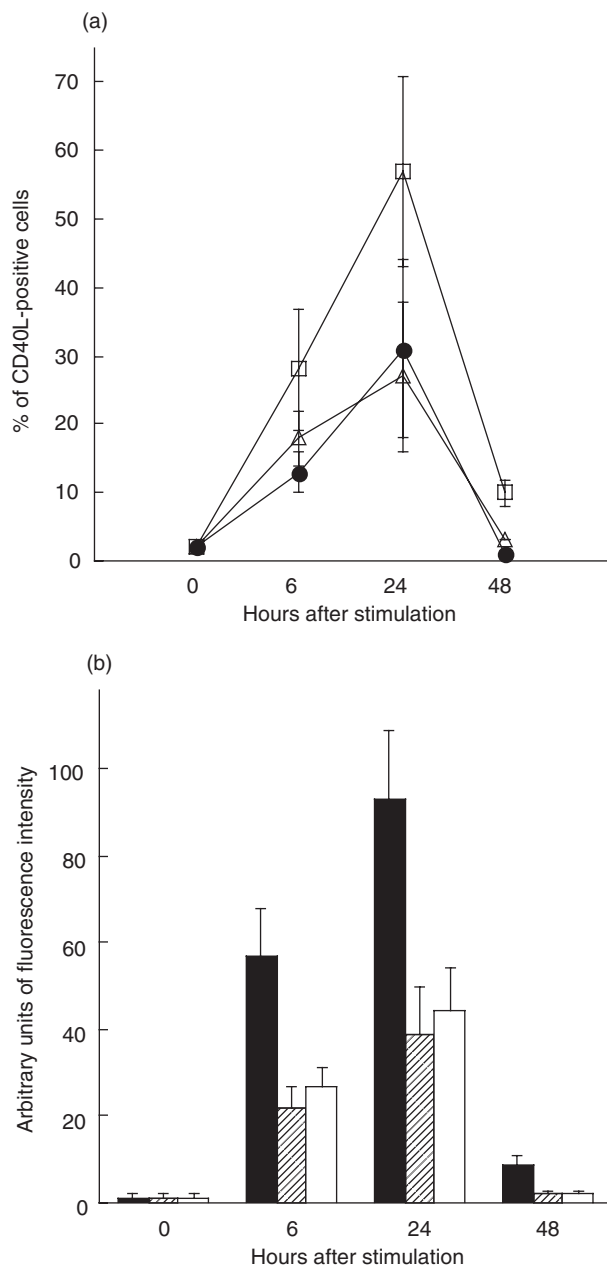 (a)
70
60
50
40
30
20
10
0
% of CD40L-positive cells
0 6 24 48
Hours after stimulation
(b)
100
80
60
40
20
0
Arbitrary units of fluorescence intensity
0 6 24 48
Hours after stimulation